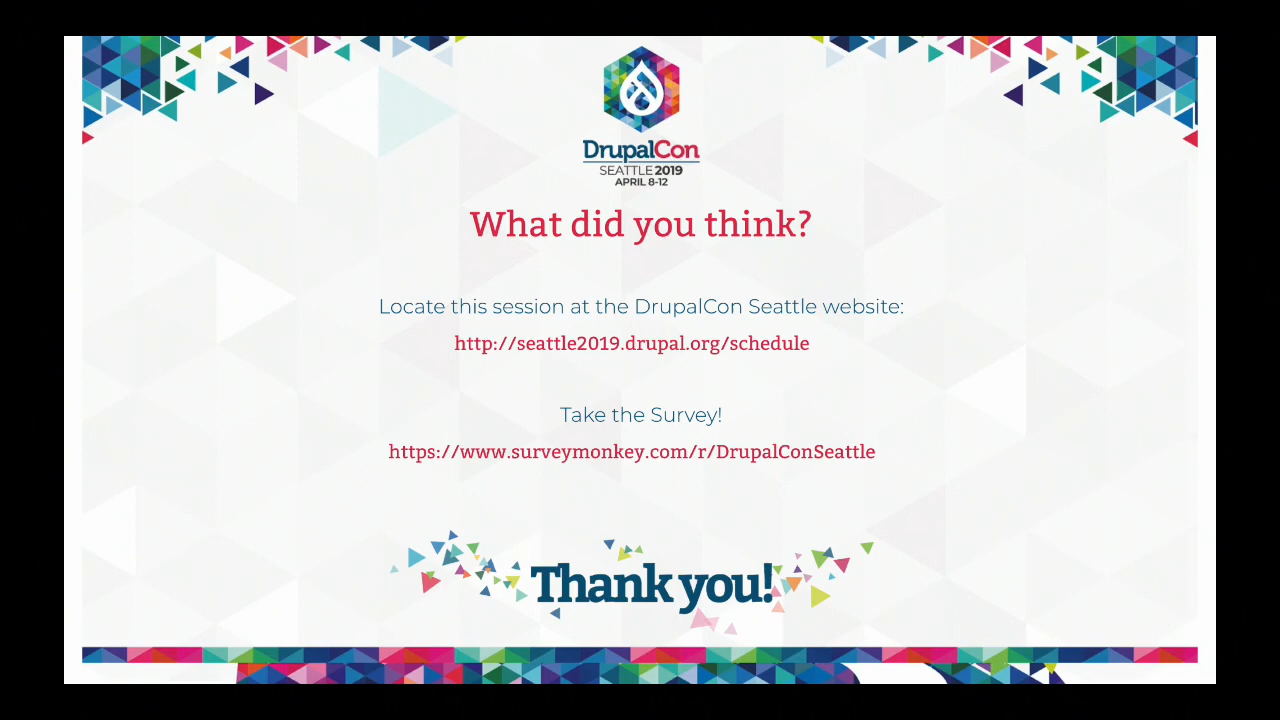 DrupalCon
SEATTLE 2019
APRIL 8-12
What did you think?
Locate this session at the DrupalCon Seattle website:
http://seattle2019.drupal.org/schedule
Take the Survey!
https://www.surveymonkey.com/r/DrupalConSeattle
Thank you!